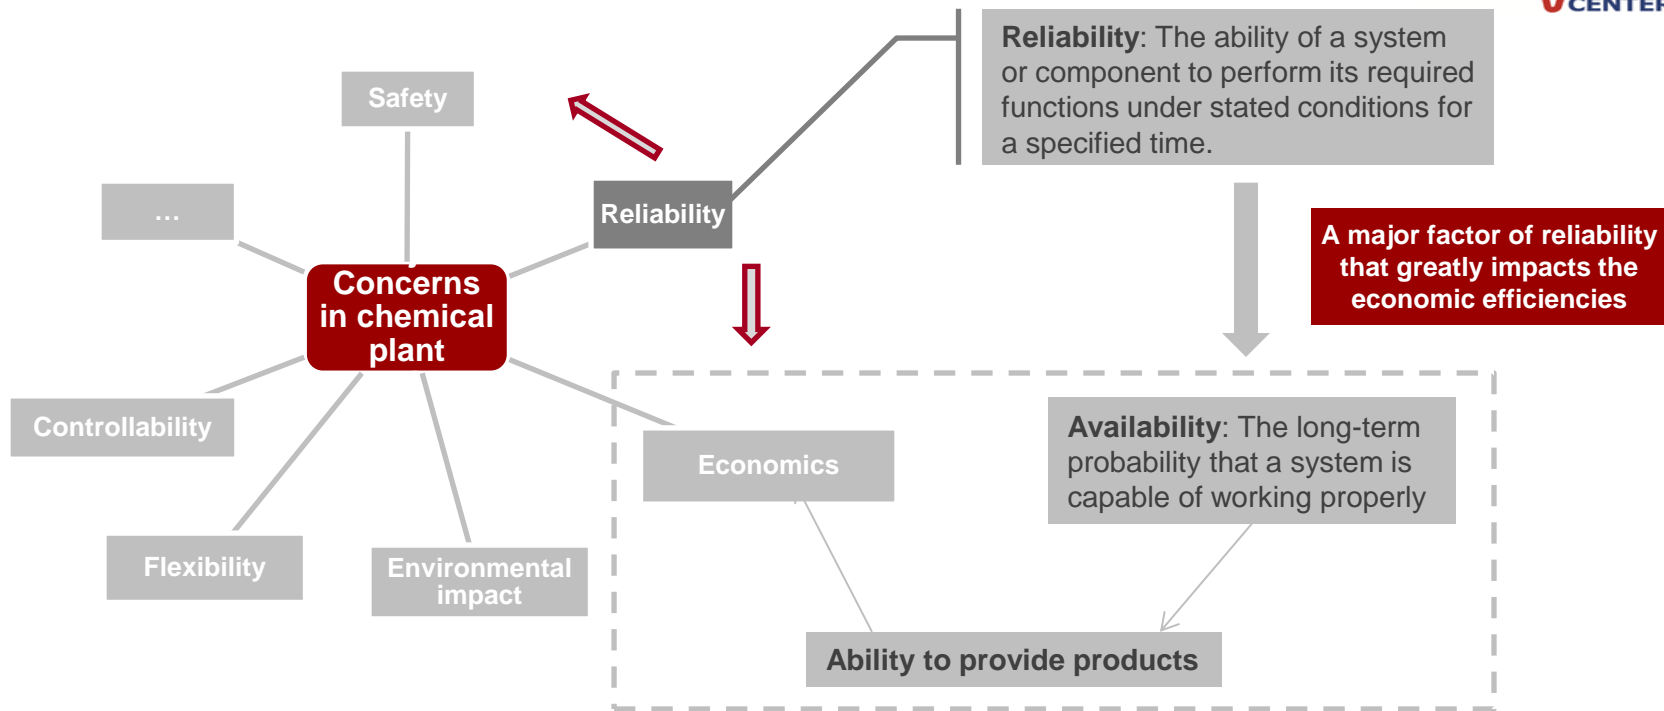 CENTER
Reliability: The ability of a system
or component to perform its required
functions under stated conditions for
a specified time.
Safety
...
Reliability
A major factor of reliability
that greatly impacts the
economic efficiencies
Concerns
in chemical
plant
Controllability
Economics
Availability: The long-term
probability that a system is
capable of working properly
Flexibility
Environmental
impact
Ability to provide products